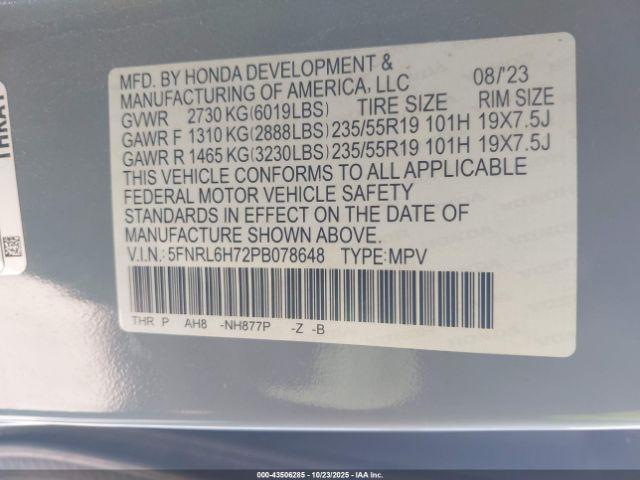 MFD. BY HONDA DEVELOPMENT &
MANUFACTURING OF AMERICA, LLC 08/'23
GVWR 2730 KG(6019LBS) TIRE SIZE RIM SIZE
GAWR F 1310 KG(2888LBS) 235/55R19 101H 19X7.5J
GAWR R 1465 KG(3230LBS) 235/55R19 101H 19X7.5J
THIS VEHICLE CONFORMS TO ALL APPLICABLE
FEDERAL MOTOR VEHICLE SAFETY
STANDARDS IN EFFECT ON THE DATE OF
MANUFACTURE SHOWN ABOVE.
V.I.N.: 5FNRL6H72PB078648 TYPE:MPV
THR P AH8 -NH877P -Z -B
000-43506285 - 10/23/2025 - IAAI, Inc.